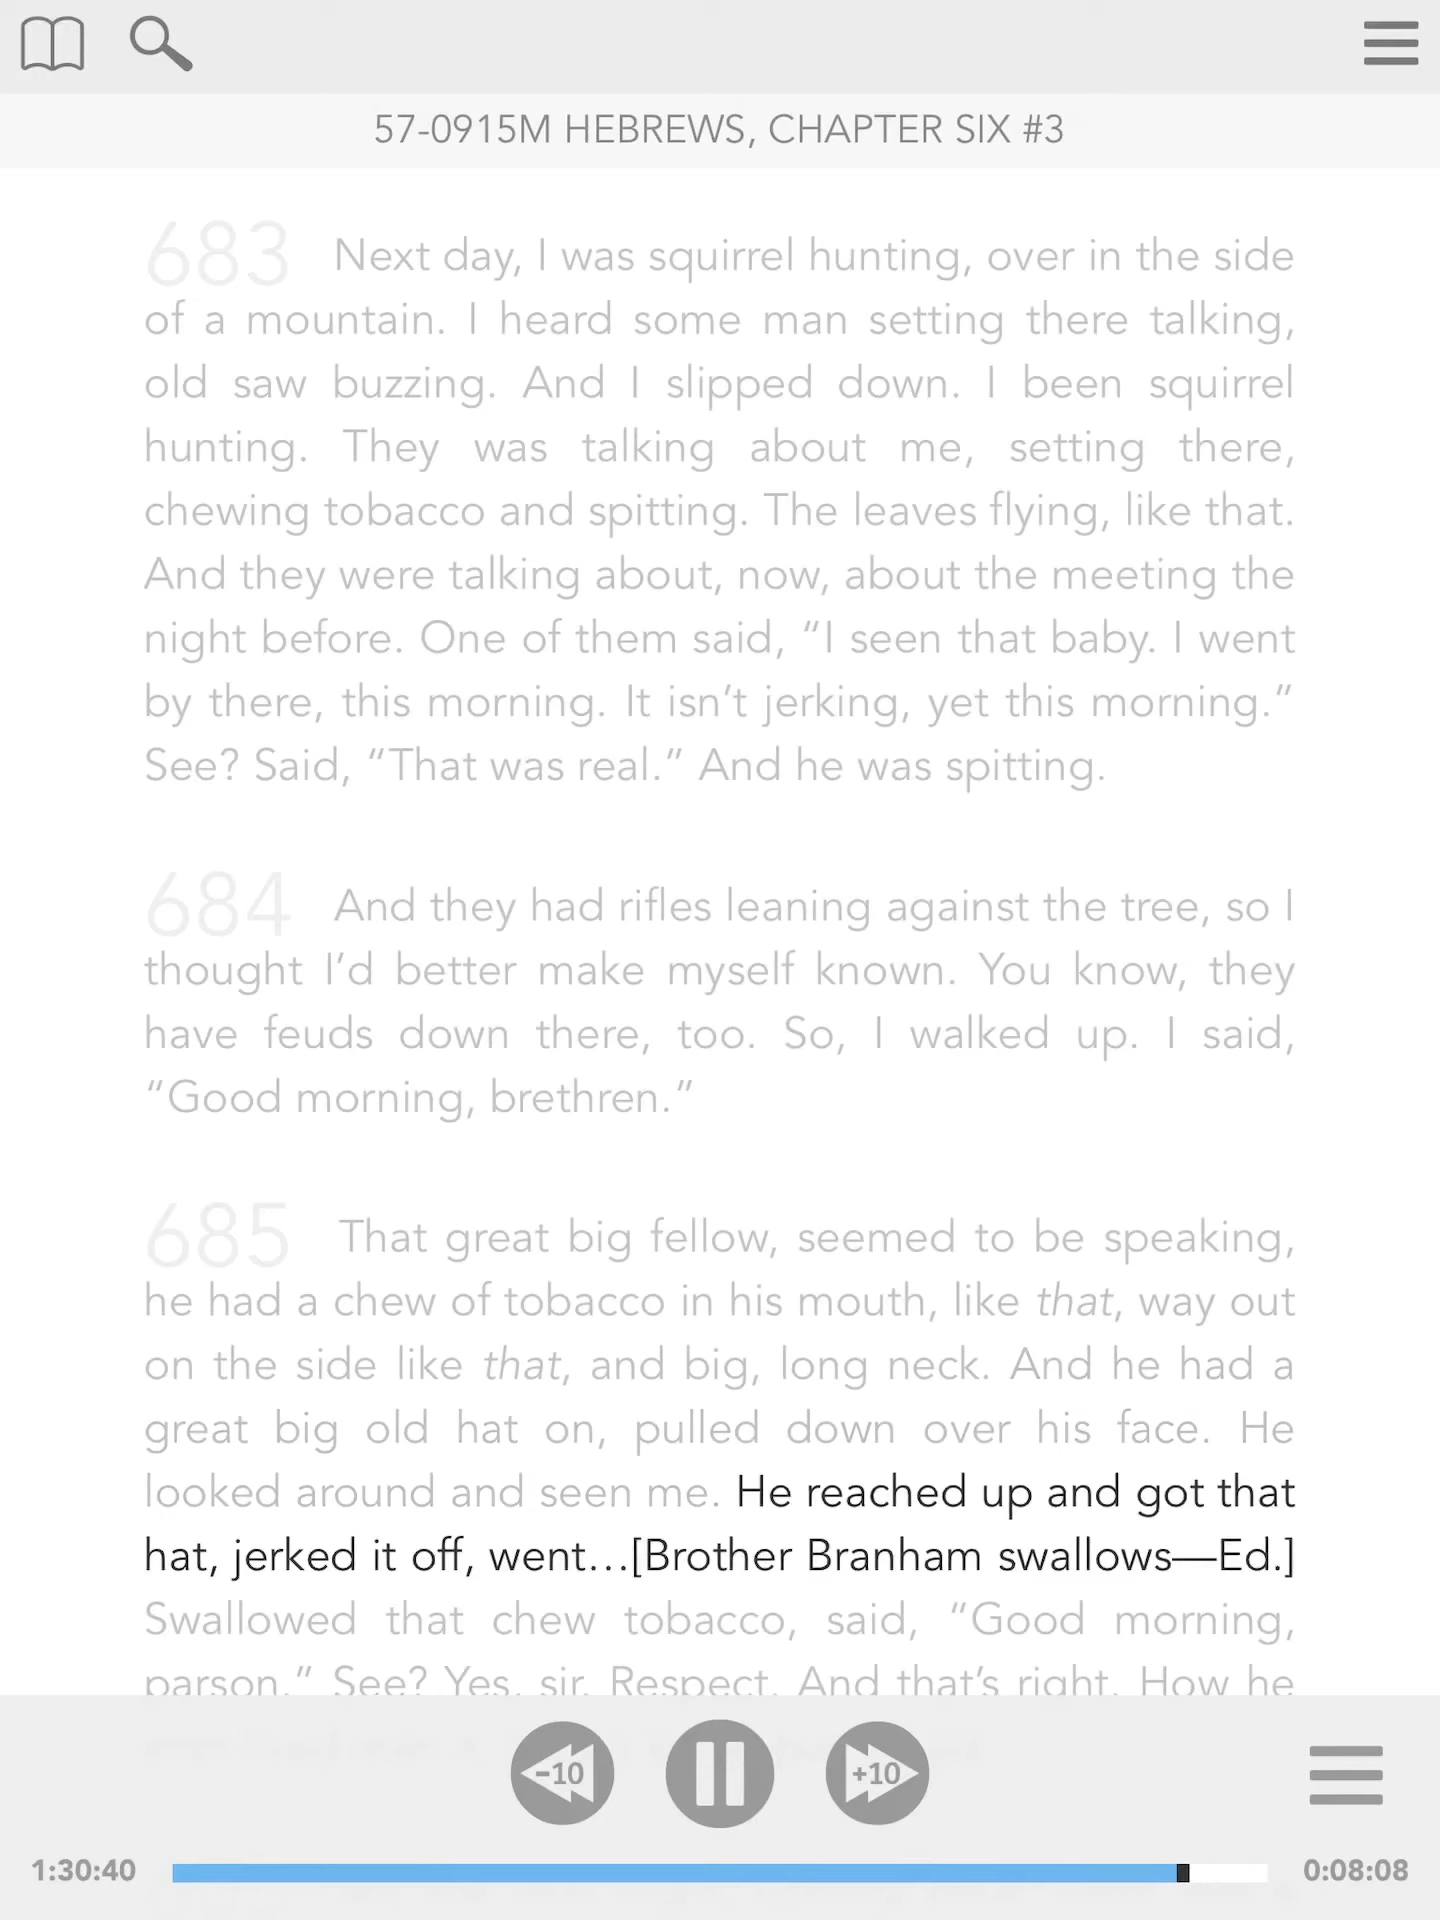 57-0915M HEBREWS, CHAPTER SIX #3
683 Next day, I was squirrel hunting, over in the side
of a mountain. I heard some man setting there talking,
old saw buzzing. And I slipped down. I been squirrel
hunting. They was talking about me, setting there,
chewing tobacco and spitting. The leaves flying, like that.
And they were talking about, now, about the meeting the
night before. One of them said, “I seen that baby. I went
by there, this morning. It isn’t jerking, yet this morning.”
See? Said, “That was real.” And he was spitting.
684 And they had rifles leaning against the tree, so I
thought I’d better make myself known. You know, they
have feuds down there, too. So, I walked up. I said,
“Good morning, brethren.”
685 That great big fellow, seemed to be speaking,
he had a chew of tobacco in his mouth, like that, way out
on the side like that, and big, long neck. And he had a
great big old hat on, pulled down over his face. He
looked around and seen me. He reached up and got that
hat, jerked it off, went…[Brother Branham swallows—Ed.]
Swallowed that chew tobacco, said, “Good morning,
parson.” See? Yes, sir. Respect. And that’s right. How he
-10 +10
1:30:40 0:08:08